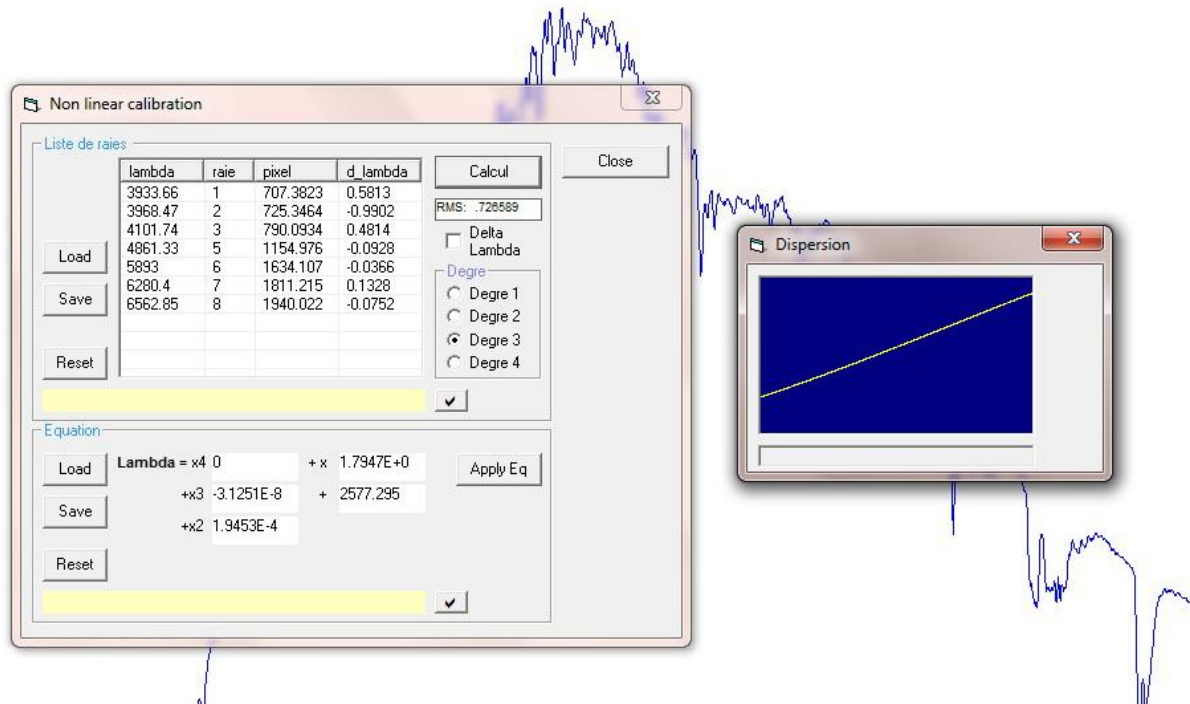 Non linear calibration
Liste de raies
lambda raie pixel d_lambda
3933.66 1 707.3823 0.5813
3968.47 2 725.3464 -0.9902
4101.74 3 790.0934 0.4814
4861.33 5 1154.976 -0.0928
5893 6 1634.107 -0.0366
6280.4 7 1811.215 0.1328
6562.85 8 1940.022 -0.0752
Load
Save
Reset
Calcul
RMS: .726589
Delta
Lambda
Degre
Degre 1
Degre 2
Degre 3
Degre 4
Close
Equation
Load
Save
Reset
Lambda = x4 0 + x 1.7947E+0
+x3 -3.1251E-8 + 2577.295
+x2 1.9453E-4
Apply Eq
Dispersion